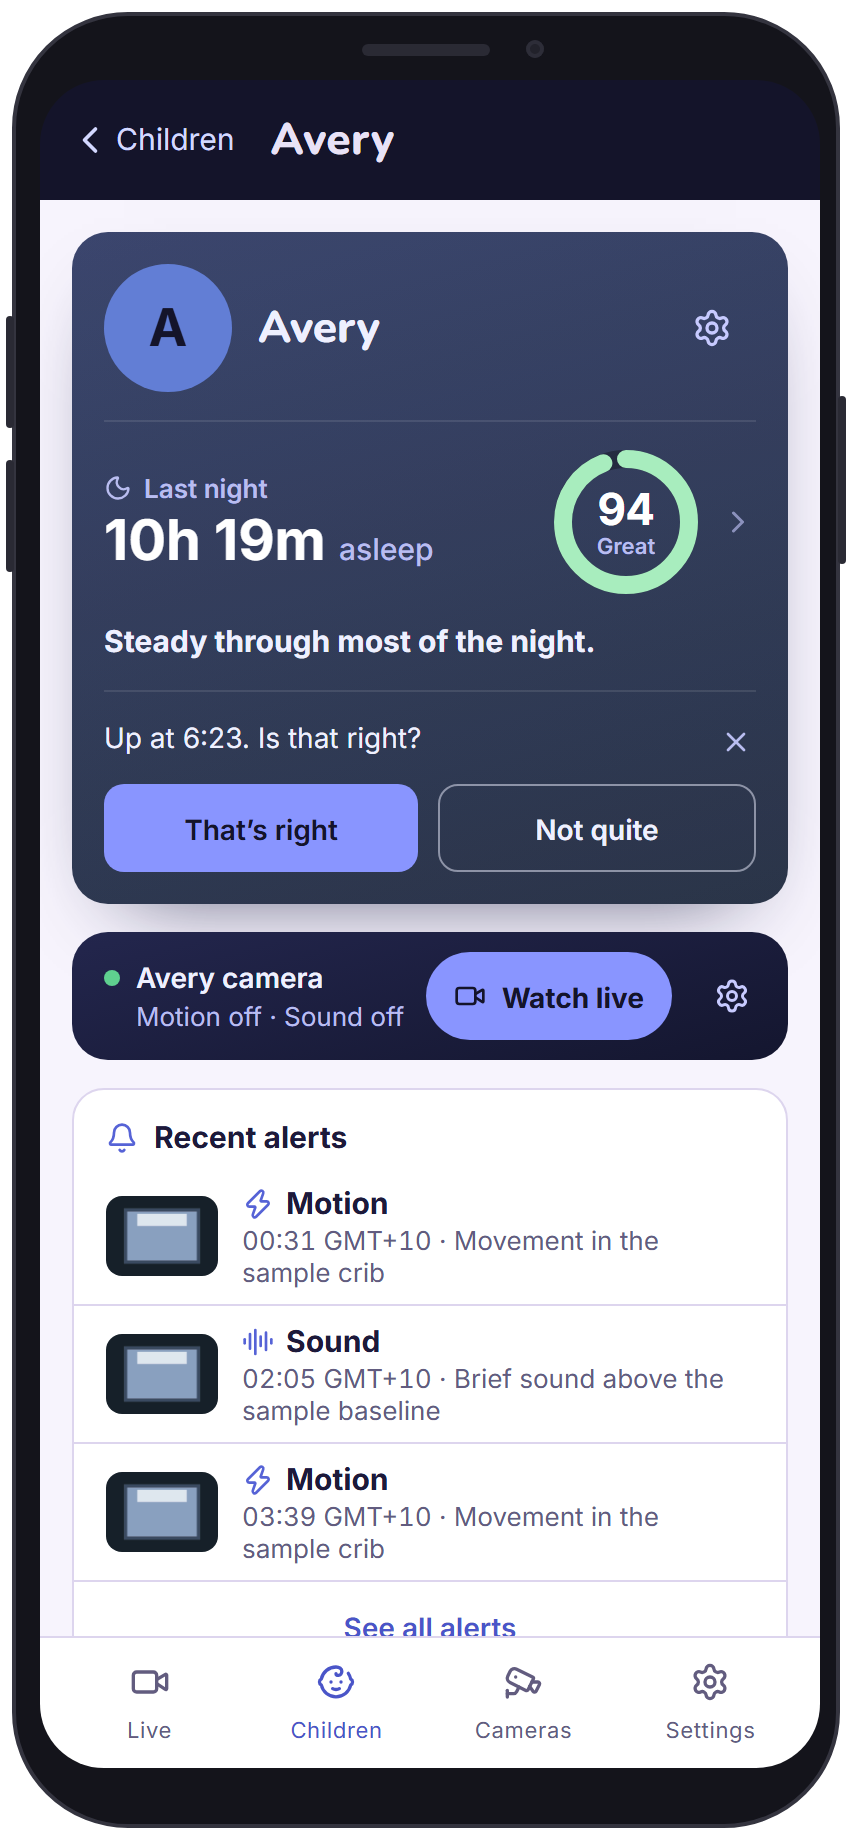 Children
Avery
A
Avery
Last night
10h 19m asleep
94
Great
Steady through most of the night.
Up at 6:23. Is that right?
That’s right
Not quite
Avery camera
Motion off · Sound off
Watch live
Recent alerts
Motion
00:31 GMT+10 · Movement in the
sample crib
Sound
02:05 GMT+10 · Brief sound above the
sample baseline
Motion
03:39 GMT+10 · Movement in the
sample crib
See all alerts
Live
Children
Cameras
Settings